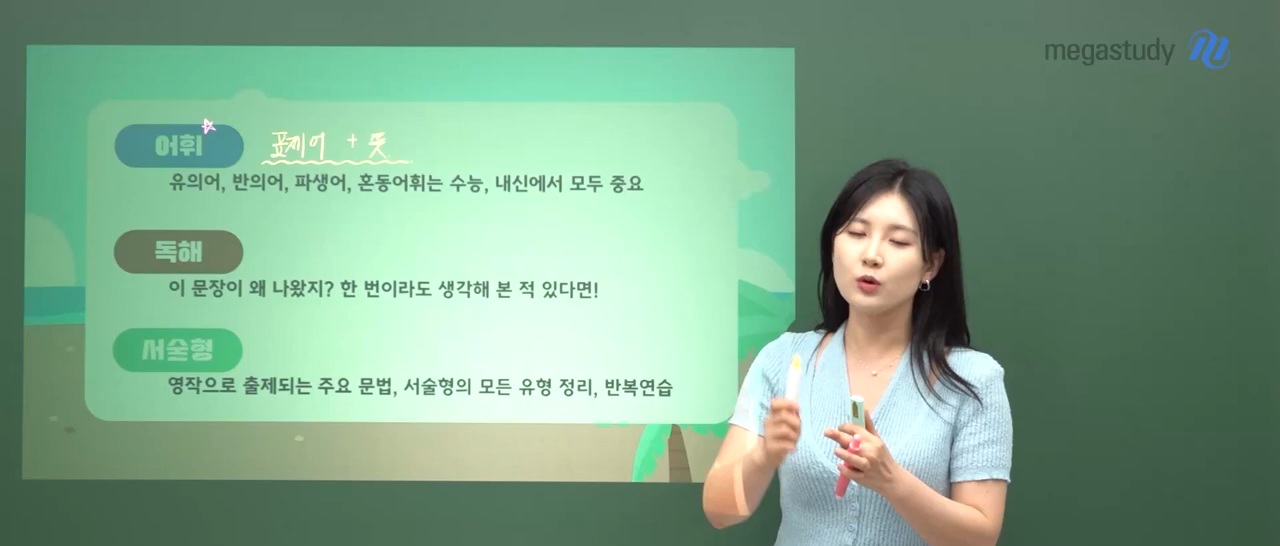 megastudy
어휘
표제어 + 뜻
유의어, 반의어, 파생어, 혼동어휘는 수능, 내신에서 모두 중요
독해
이 문장이 왜 나왔지? 한 번이라도 생각해 본 적 있다면!
서술형
영작으로 출제되는 주요 문법, 서술형의 모든 유형 정리, 반복연습